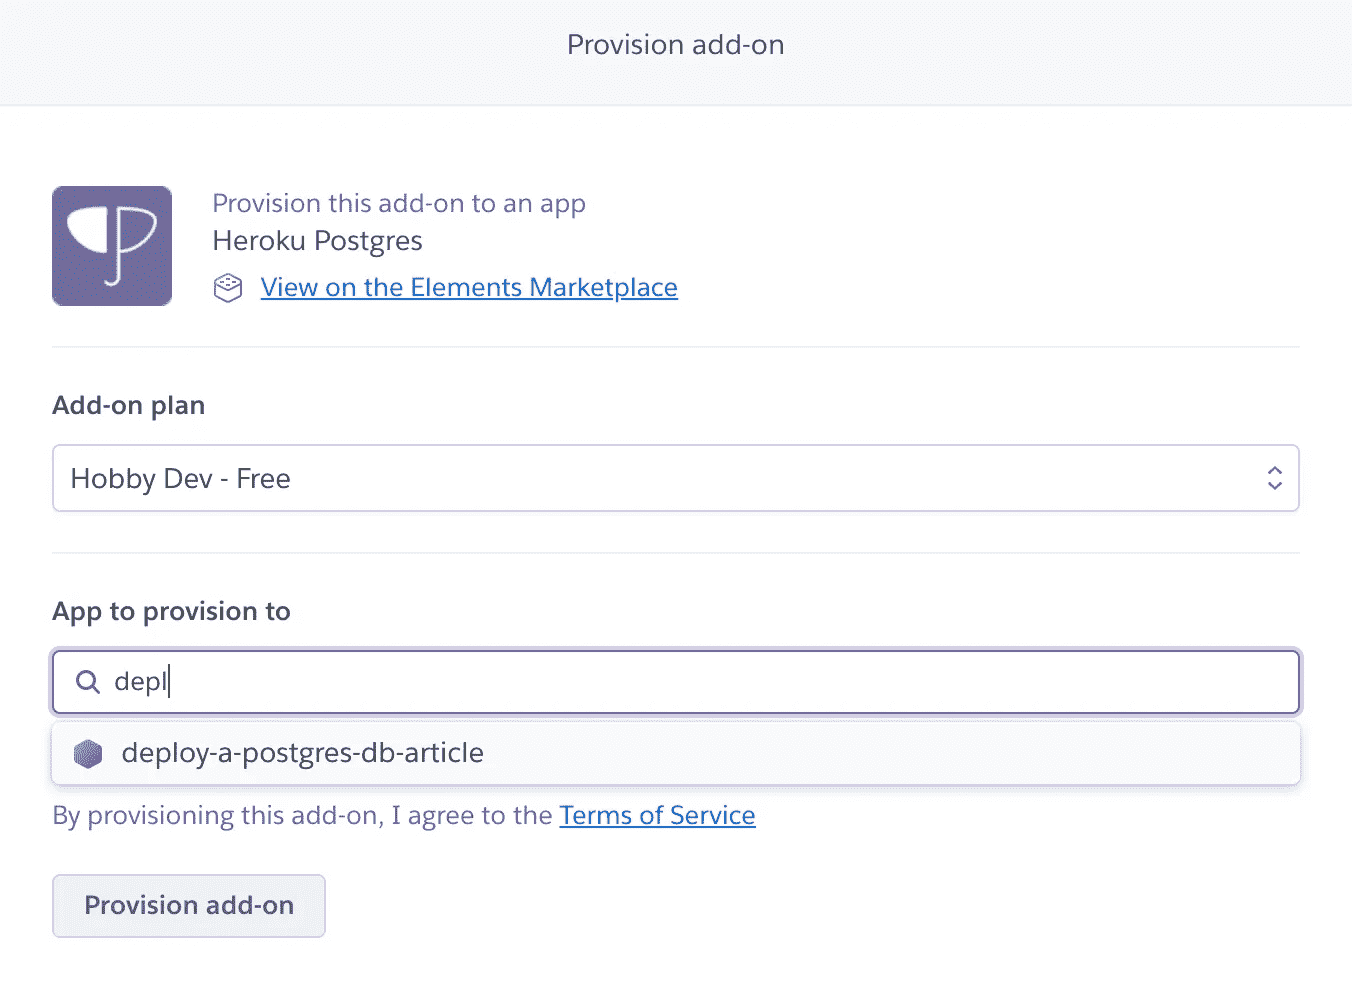 Provision add-on
Provision this add-on to an app
Heroku Postgres
View on the Elements Marketplace
Add-on plan
Hobby Dev - Free
App to provision to
depl
deploy-a-postgres-db-article
By provisioning this add-on, I agree to the Terms of Service
Provision add-on